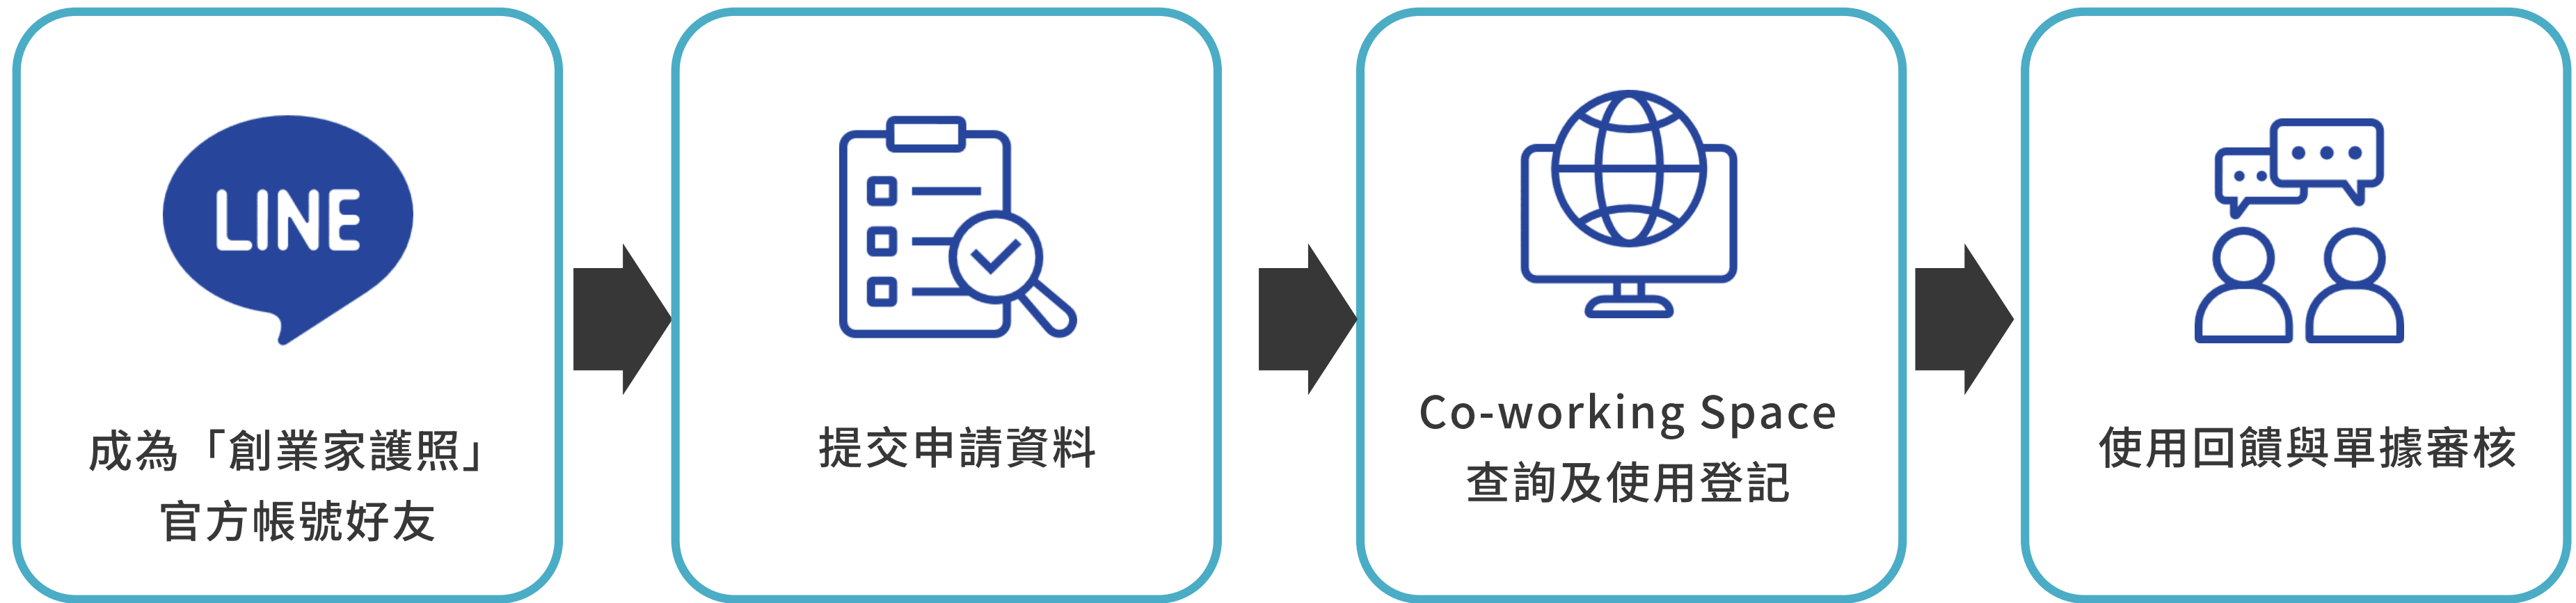 LINE
成為「創業家護照」
官方帳號好友
提交申請資料
Co-working Space
查詢及使用登記
使用回饋與單據審核